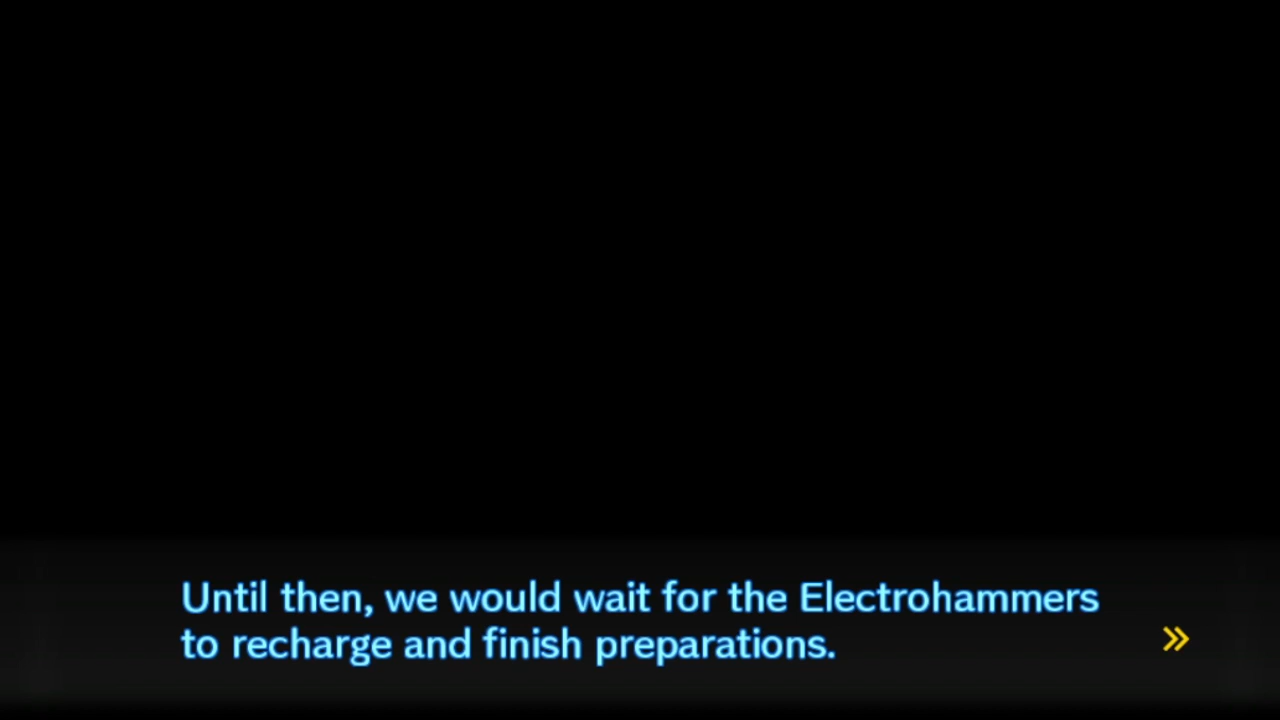 Until then, we would wait for the Electrohammers
to recharge and finish preparations.